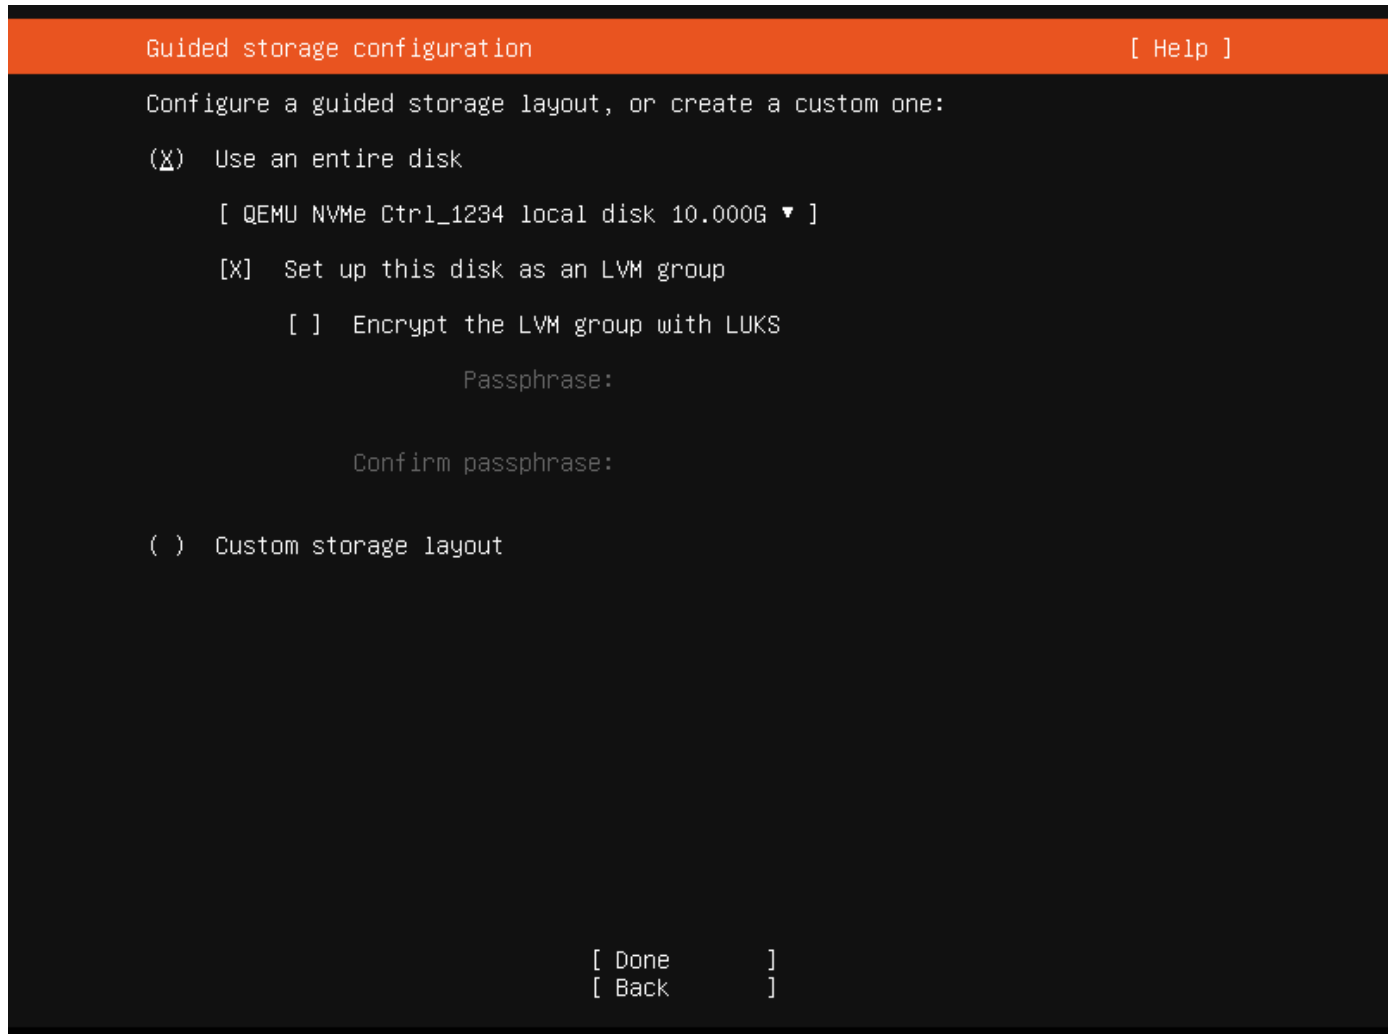 Guided storage configuration [ Help ]
Configure a guided storage layout, or create a custom one:
(X) Use an entire disk
[ QEMU NVMe Ctrl_1234 local disk 10.000G ▾ ]
[X] Set up this disk as an LVM group
[ ] Encrypt the LVM group with LUKS
Passphrase:
Confirm passphrase:
( ) Custom storage layout
[ Done ]
[ Back ]